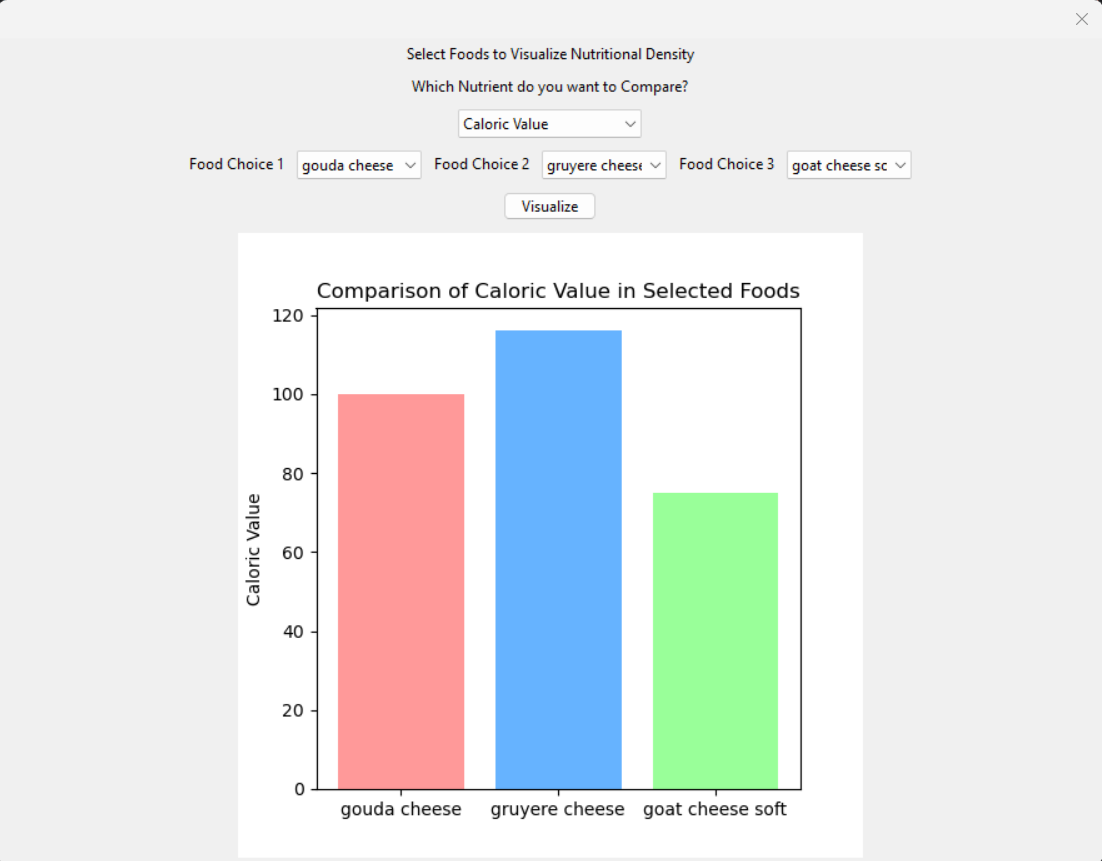 Select Foods to Visualize Nutritional Density
Which Nutrient do you want to Compare?
Caloric Value
Food Choice 1 gouda cheese Food Choice 2 gruyere cheese Food Choice 3 goat cheese sc
Visualize
Comparison of Caloric Value in Selected Foods
120
100
80
60
40
20
0
Caloric Value
gouda cheese gruyere cheese goat cheese soft